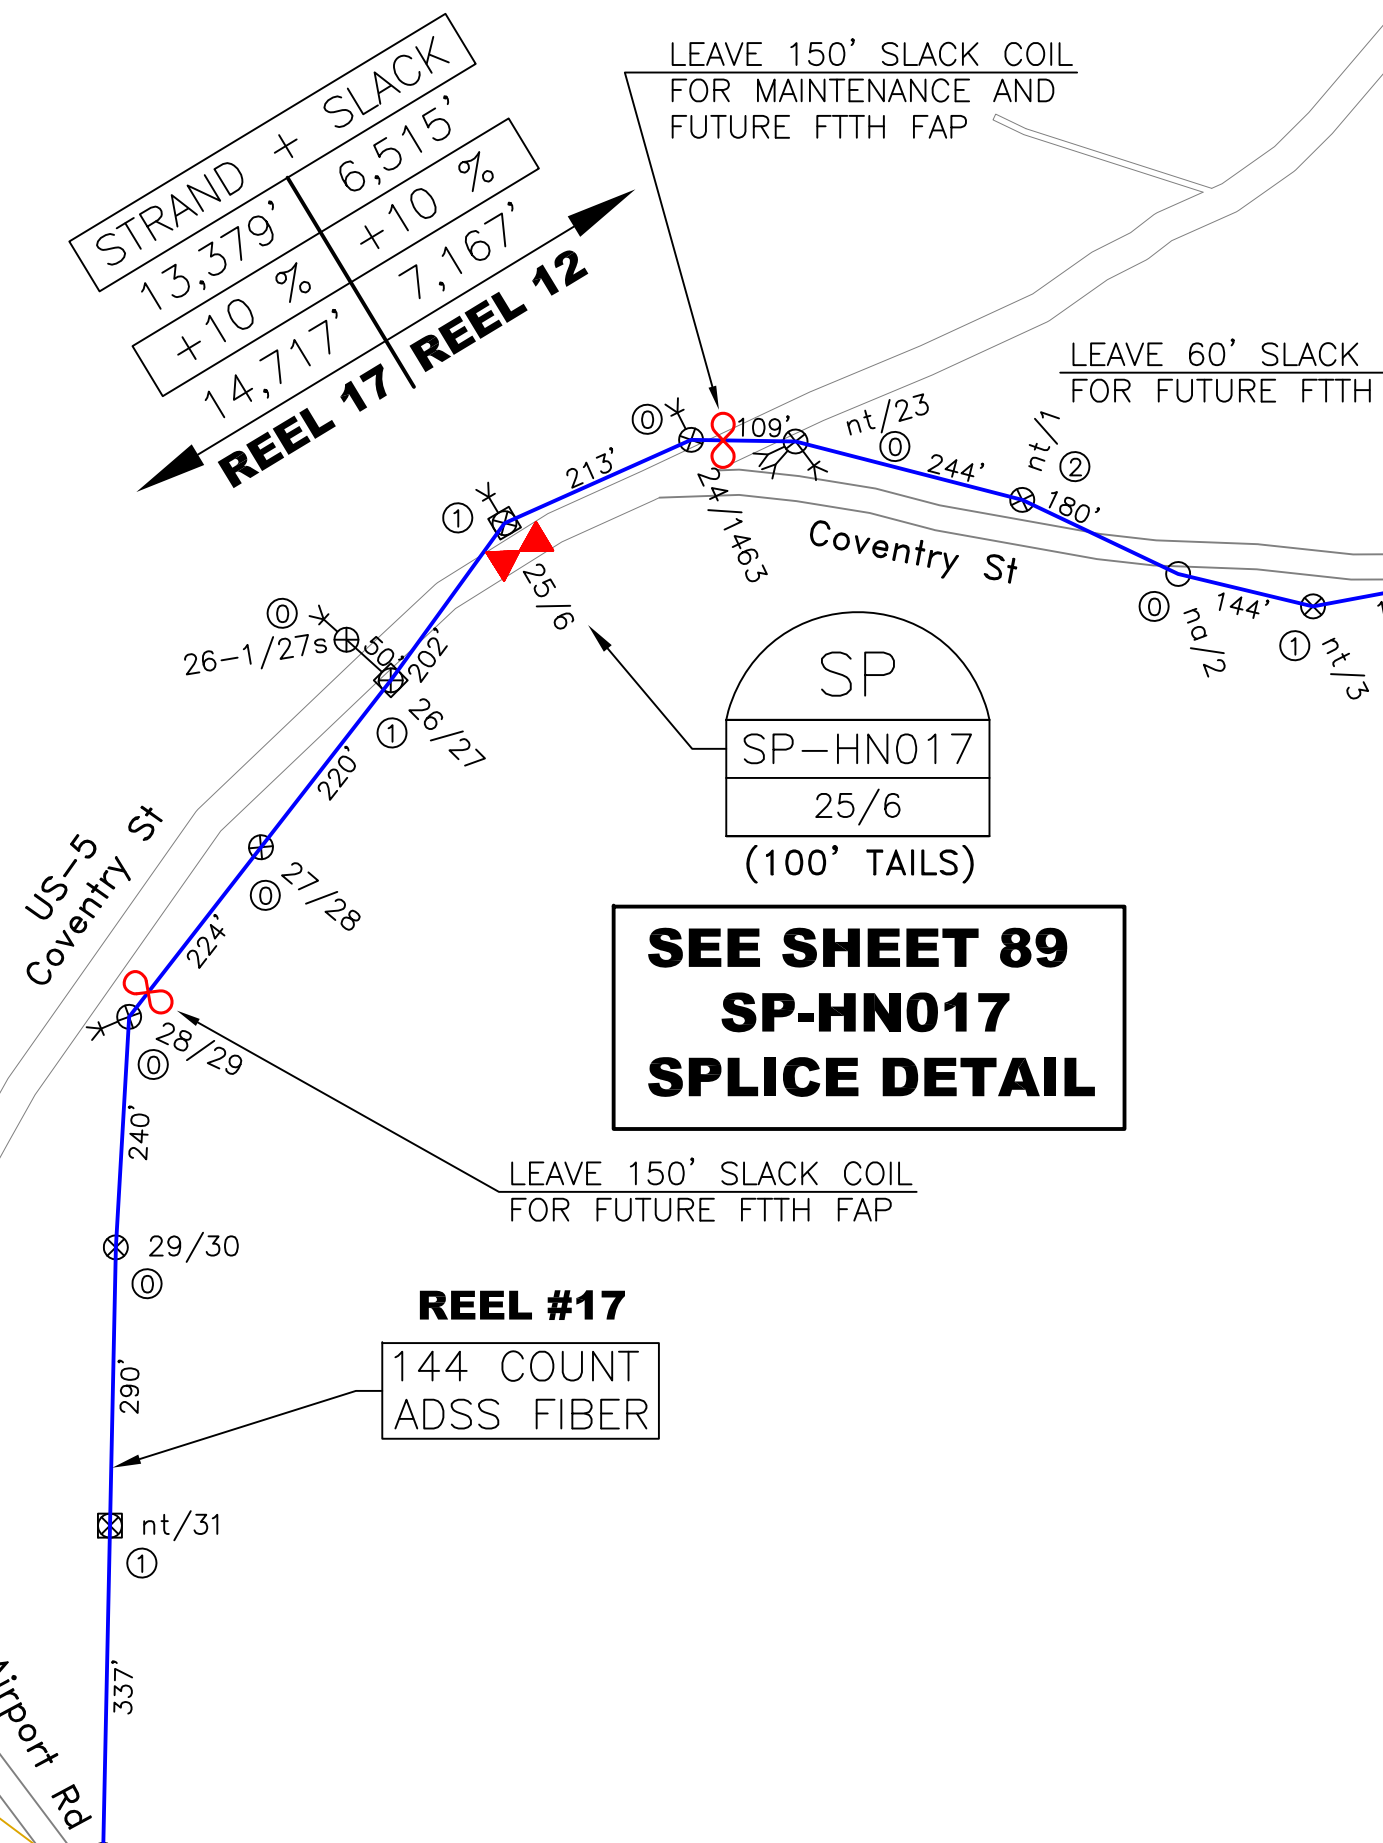 STRAND + SLACK
13,379' 6,515'
+10 % +10 %
14,717' 7,167'
REEL 17 REEL 12
LEAVE 150' SLACK COIL
FOR MAINTENANCE AND
FUTURE FTTH FAP
LEAVE 60' SLACK
FOR FUTURE FTTH
0
109'
nt/23
0
244'
nt/1
2
180'
213'
1
24/1463
Coventry St
25/6
0
na/2
144'
1
nt/3
0
26-1/27s
50'
202'
26/27
1
SP
SP-HN017
25/6
(100' TAILS)
220'
US-5
Coventry St
27/28
0
224'
SEE SHEET 89
SP-HN017
SPLICE DETAIL
28/29
0
240'
LEAVE 150' SLACK COIL
FOR FUTURE FTTH FAP
29/30
0
REEL #17
144 COUNT
ADSS FIBER
290'
nt/31
1
337'
Airport Rd